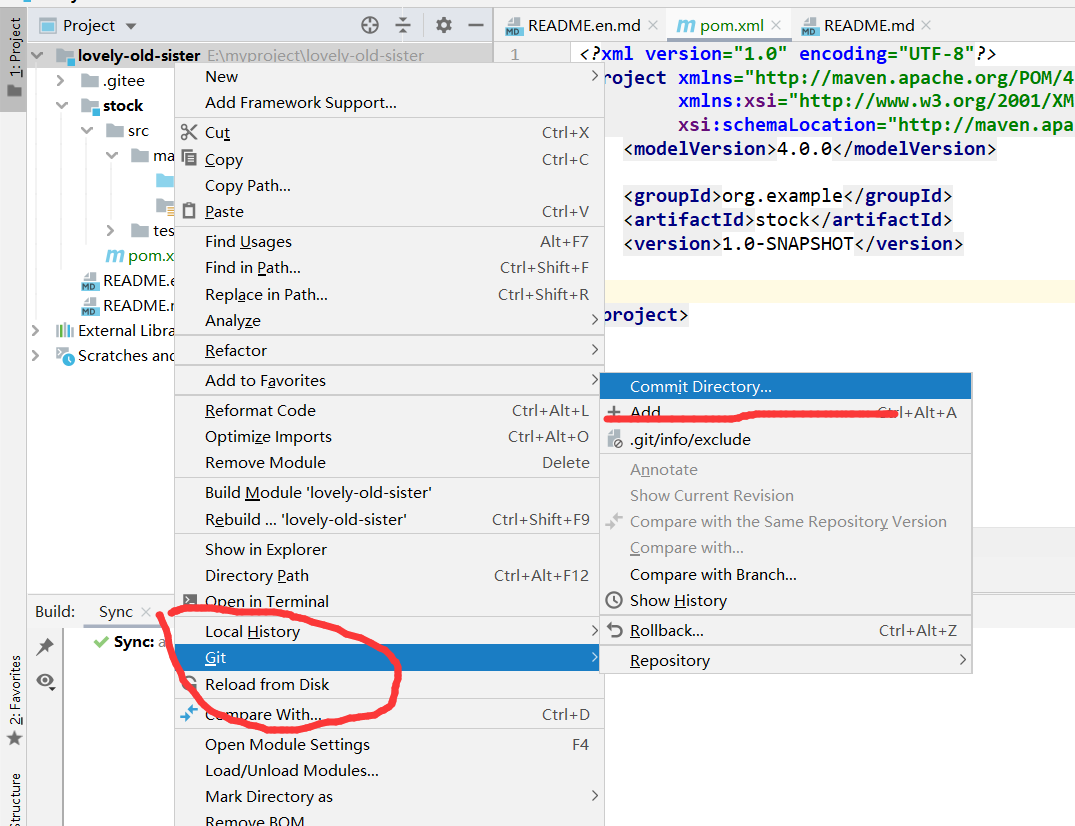 Project
README.en.md
pom.xml
README.md
1: Project
lovely-old-sister E:\myproject\lovely-old-sister
.gitee
stock
src
ma
tes
pom.x
README.e
README.r
External Libra
Scratches and
1
<?xml version="1.0" encoding="UTF-8"?>
roject xmlns="http://maven.apache.org/POM/4
xmlns:xsi="http://www.w3.org/2001/XM
xsi:schemaLocation="http://maven.apa
<modelVersion>4.0.0</modelVersion>
<groupId>org.example</groupId>
<artifactId>stock</artifactId>
<version>1.0-SNAPSHOT</version>
project>
New
Add Framework Support...
Cut Ctrl+X
Copy Ctrl+C
Copy Path...
Paste Ctrl+V
Find Usages Alt+F7
Find in Path... Ctrl+Shift+F
Replace in Path... Ctrl+Shift+R
Analyze
Refactor
Add to Favorites
Reformat Code Ctrl+Alt+L
Optimize Imports Ctrl+Alt+O
Remove Module Delete
Build Module 'lovely-old-sister'
Rebuild ... 'lovely-old-sister' Ctrl+Shift+F9
Show in Explorer
Directory Path Ctrl+Alt+F12
Open in Terminal
Local History
Git
Reload from Disk
Compare With... Ctrl+D
Open Module Settings F4
Load/Unload Modules...
Mark Directory as
Remove BOM
Commit Directory...
Add Ctrl+Alt+A
.git/info/exclude
Annotate
Show Current Revision
Compare with the Same Repository Version
Compare with...
Compare with Branch...
Show History
Rollback... Ctrl+Alt+Z
Repository
Build: Sync
Sync: a
2: Favorites
Structure